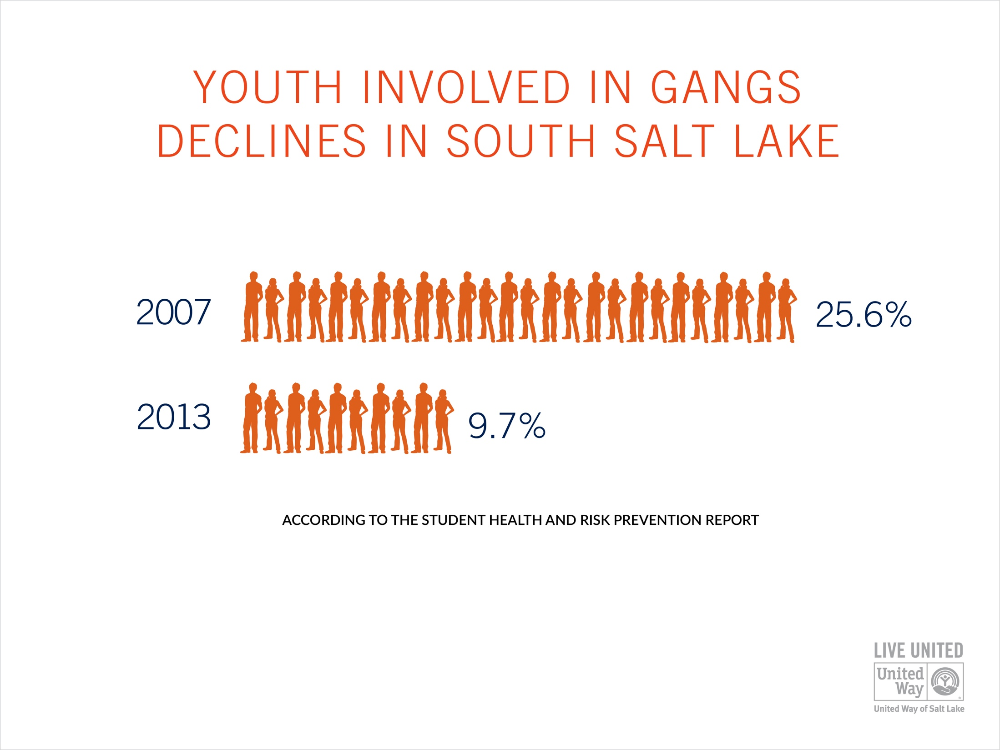 YOUTH INVOLVED IN GANGS
DECLINES IN SOUTH SALT LAKE
2007
25.6%
2013
9.7%
ACCORDING TO THE STUDENT HEALTH AND RISK PREVENTION REPORT
LIVE UNITED
United
Way
®
United Way of Salt Lake